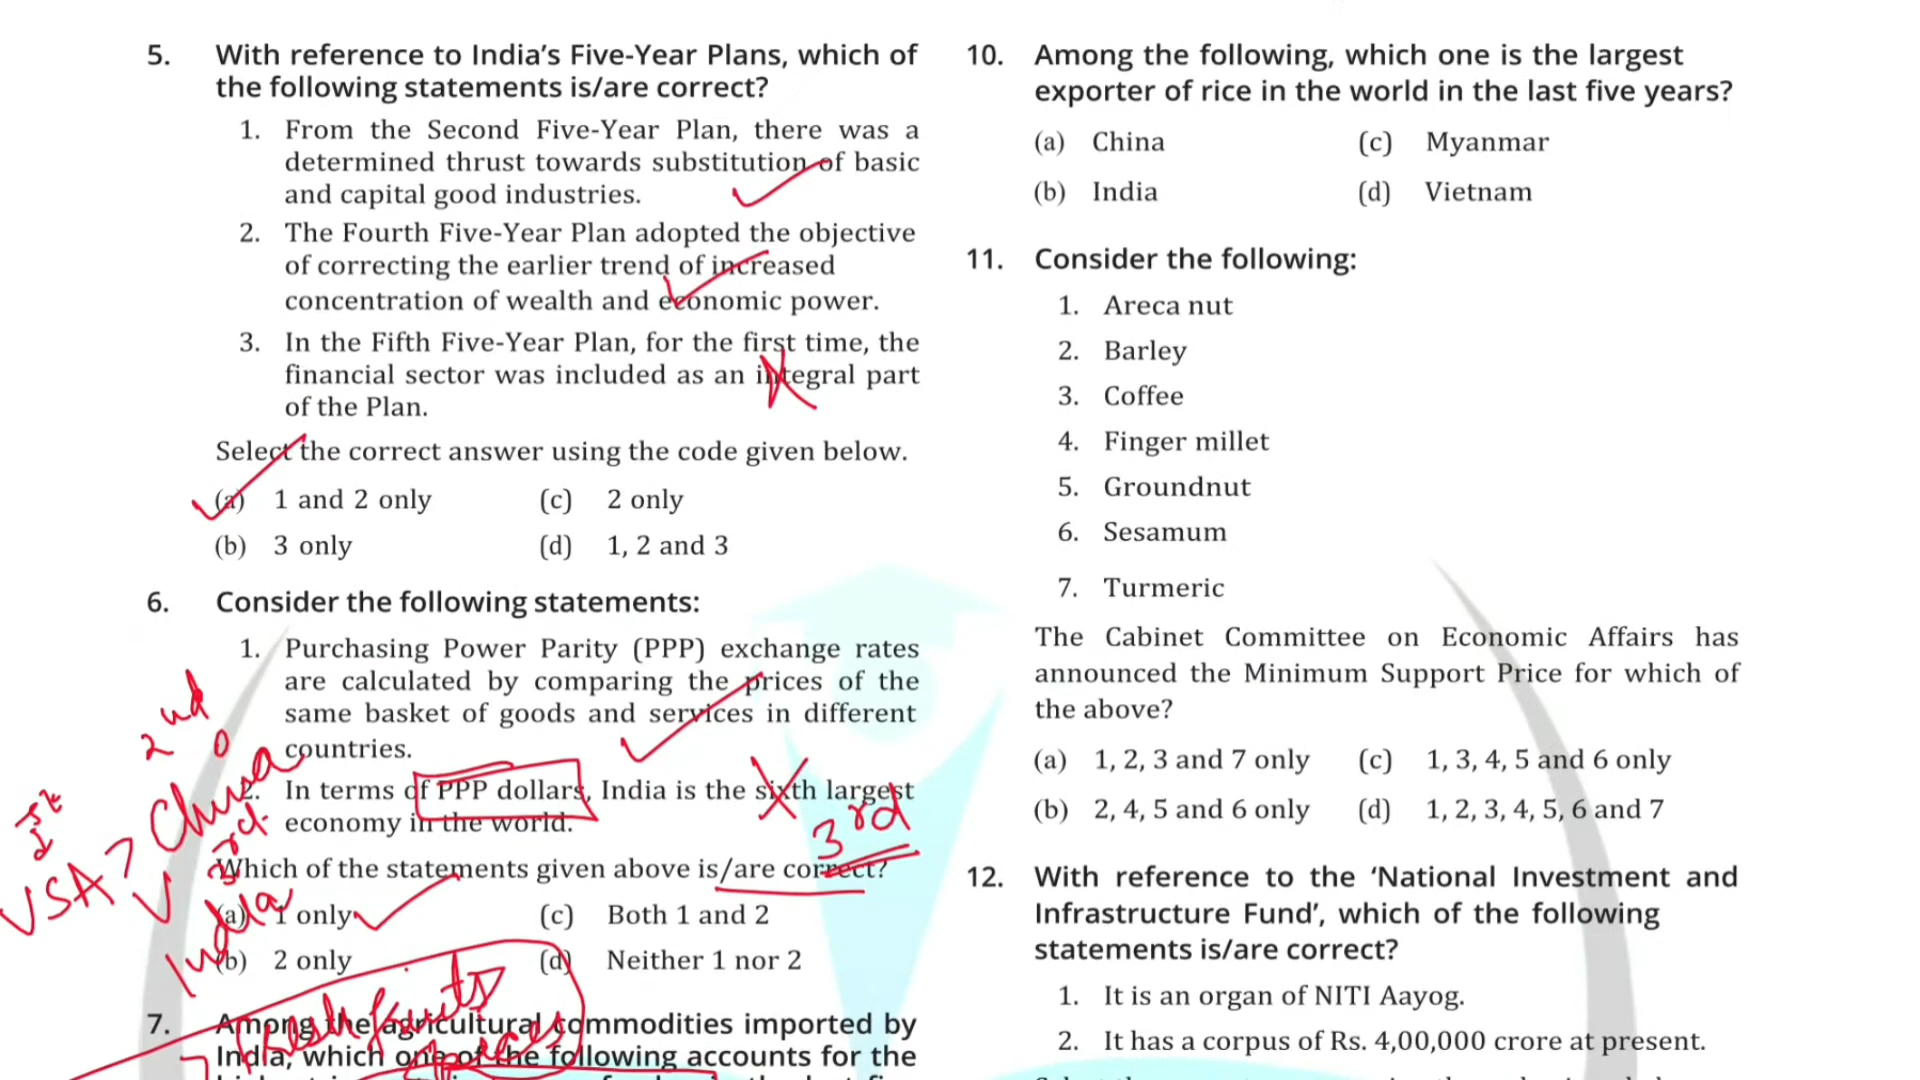 5. With reference to India's Five-Year Plans, which of
the following statements is/are correct?
1. From the Second Five-Year Plan, there was a
determined thrust towards substitution of basic
and capital good industries.
2. The Fourth Five-Year Plan adopted the objective
of correcting the earlier trend of increased
concentration of wealth and economic power.
3. In the Fifth Five-Year Plan, for the first time, the
financial sector was included as an integral part
of the Plan.
Select the correct answer using the code given below.
(a) 1 and 2 only (c) 2 only
(b) 3 only (d) 1, 2 and 3
6. Consider the following statements:
1. Purchasing Power Parity (PPP) exchange rates
are calculated by comparing the prices of the
same basket of goods and services in different
countries.
2. In terms of PPP dollars, India is the sixth largest
economy in the world.
3rd
Which of the statements given above is/are correct?
(a) 1 only (c) Both 1 and 2
(b) 2 only (d) Neither 1 nor 2
2nd
1st
USA > China
3rd
India
Fresh fruits
7. Among the agricultural commodities imported by
India, which one of the following accounts for the
10. Among the following, which one is the largest
exporter of rice in the world in the last five years?
(a) China (c) Myanmar
(b) India (d) Vietnam
11. Consider the following:
1. Areca nut
2. Barley
3. Coffee
4. Finger millet
5. Groundnut
6. Sesamum
7. Turmeric
The Cabinet Committee on Economic Affairs has
announced the Minimum Support Price for which of
the above?
(a) 1, 2, 3 and 7 only (c) 1, 3, 4, 5 and 6 only
(b) 2, 4, 5 and 6 only (d) 1, 2, 3, 4, 5, 6 and 7
12. With reference to the 'National Investment and
Infrastructure Fund', which of the following
statements is/are correct?
1. It is an organ of NITI Aayog.
2. It has a corpus of Rs. 4,00,000 crore at present.